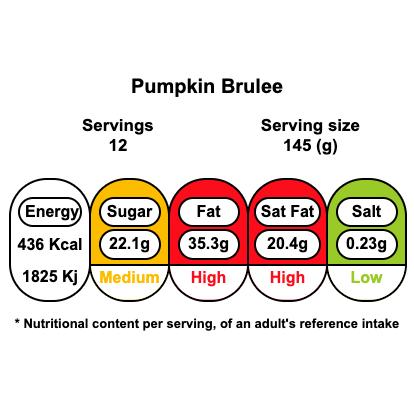 Pumpkin Brulee
Servings
12
Serving size
145 (g)
Energy
436 Kcal
1825 Kj
Sugar
22.1g
Medium
Fat
35.3g
High
Sat Fat
20.4g
High
Salt
0.23g
Low
* Nutritional content per serving, of an adult's reference intake